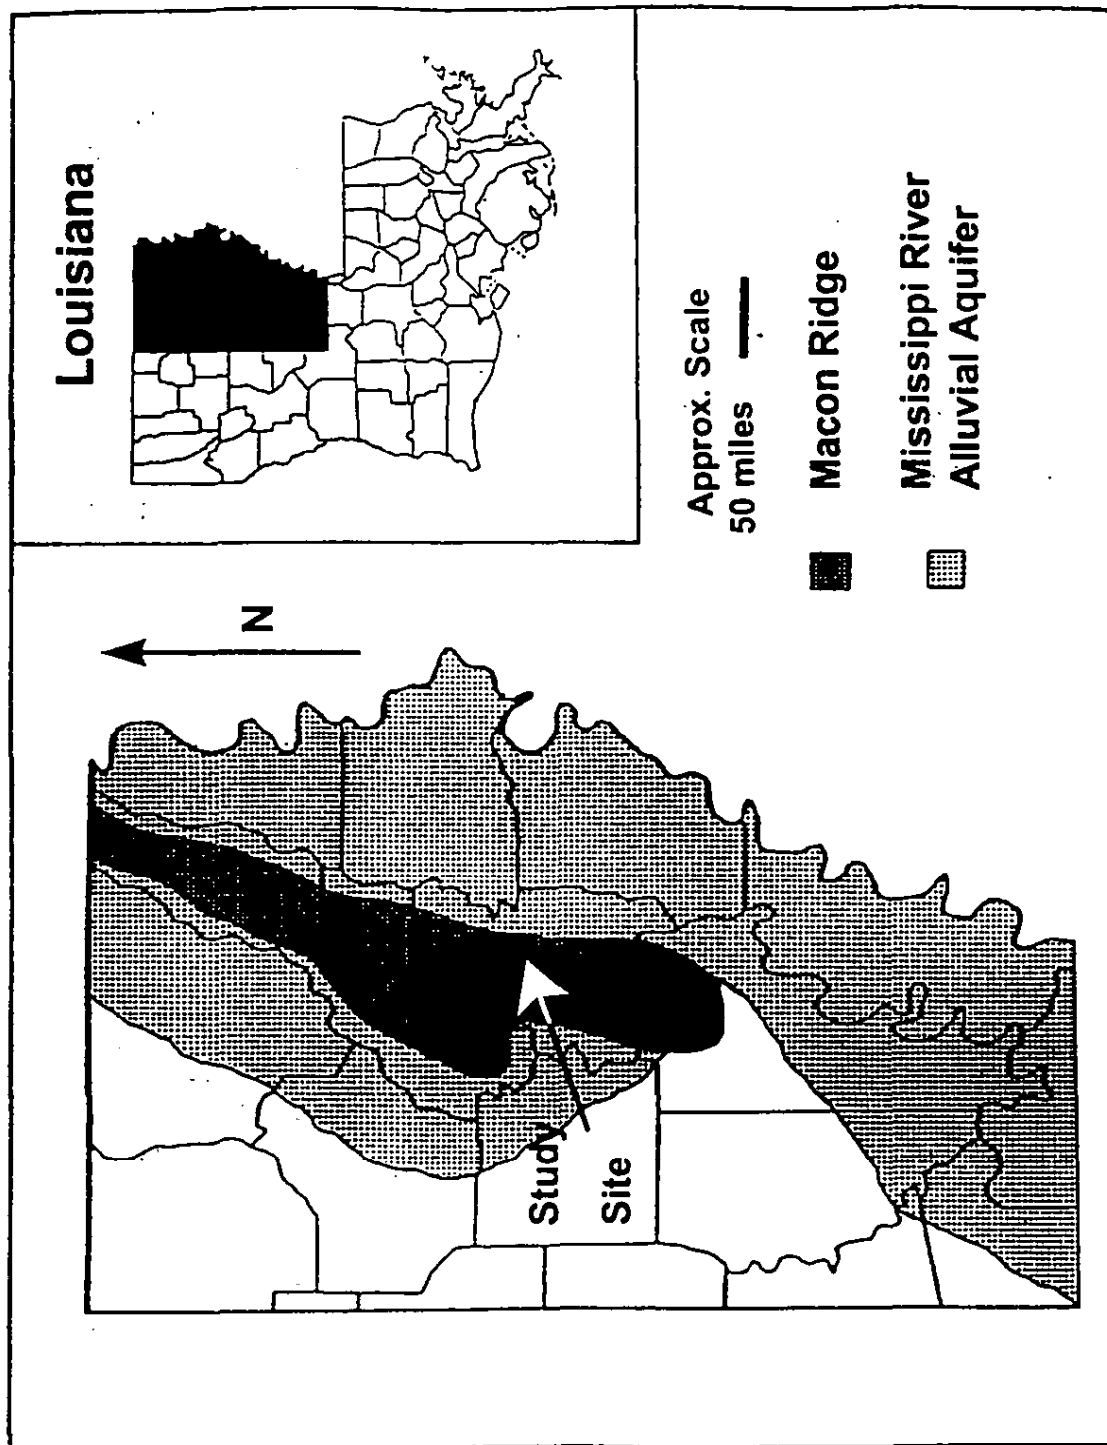 Louisiana
N
Study
Site
Approx. Scale
50 miles
Macon Ridge
Mississippi River
Alluvial Aquifer